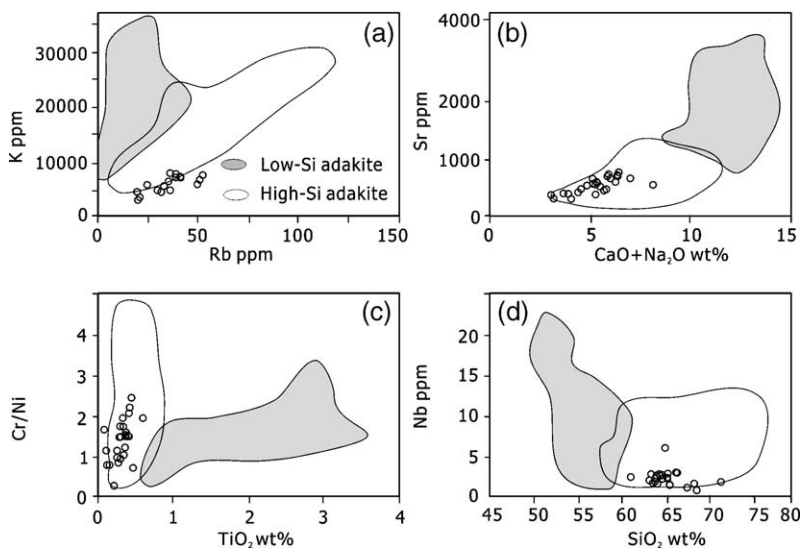 (a)
K ppm
30000
20000
10000
0
0 50 100 150
Rb ppm
Low-Si adakite
High-Si adakite
(b)
Sr ppm
4000
2000
1000
0
0 5 10 15
CaO+Na₂O wt%
(c)
Cr/Ni
4
3
2
1
0
0 1 2 3 4
TiO₂ wt%
(d)
Nb ppm
20
15
10
5
0
45 50 55 60 65 70 75 80
SiO₂ wt%